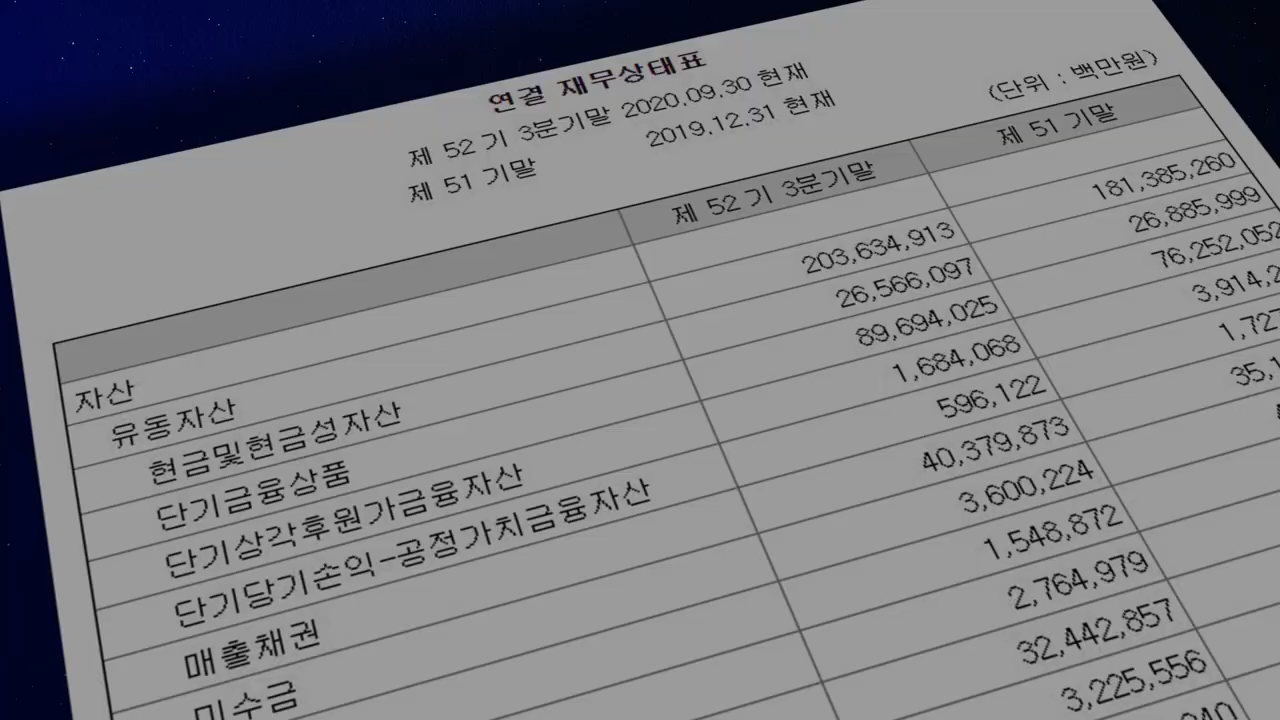 연결 재무상태표
제 52 기 3분기말 2020.09.30 현재
제 51 기말 2019.12.31 현재
(단위 : 백만원)
제 52 기 3분기말 제 51 기말
자산
유동자산 203,634,913 181,385,260
현금및현금성자산 26,566,097 26,885,999
단기금융상품 89,694,025 76,252,052
단기상각후원가금융자산 1,684,068
단기당기손익-공정가치금융자산 596,122
매출채권 40,379,873
미수금 3,600,224
1,548,872
2,764,979
32,442,857
3,225,556